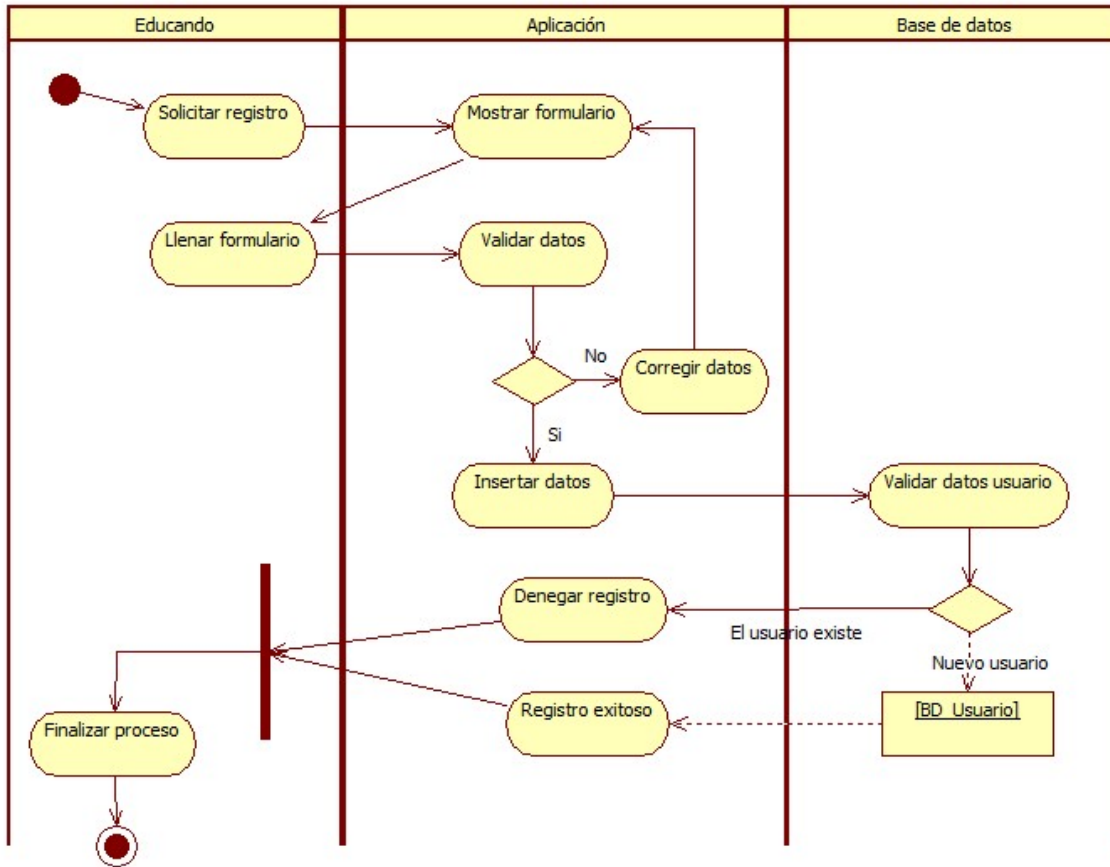 Educando
Aplicación
Base de datos
Solicitar registro
Mostrar formulario
Llenar formulario
Validar datos
No
Corregir datos
Si
Insertar datos
Validar datos usuario
Denegar registro
El usuario existe
Nuevo usuario
Registro exitoso
[BD_Usuario]
Finalizar proceso